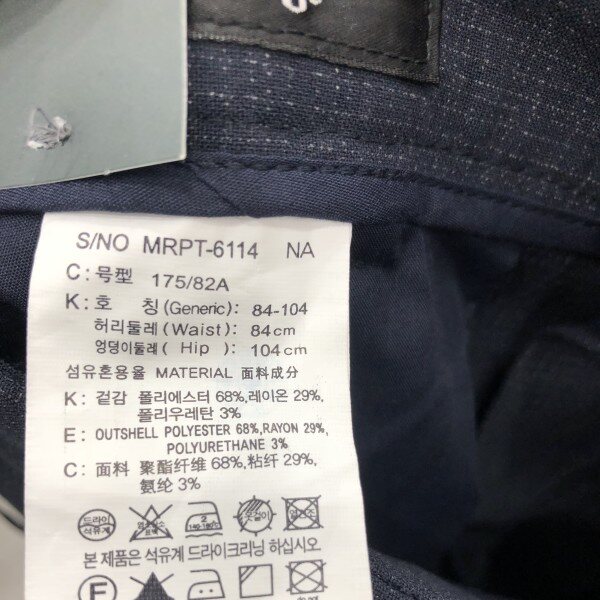 S/NO MRPT-6114 NA
C: 号型 175/82A
K: 호 칭 (Generic): 84-104
허리둘레 (Waist): 84cm
엉덩이둘레 ( Hip ): 104cm
섬유혼용율 MATERIAL 面料成分
K: 겉감 폴리에스터 68%,레이온 29%,
폴리우레탄 3%
E: OUTSHELL POLYESTER 68%,RAYON 29%,
POLYURETHANE 3%
C: 面料 聚酯纤维 68%,粘纤 29%,
氨纶 3%
드라이 석유계
본 제품은 석유계 드라이크리닝 하십시오
F